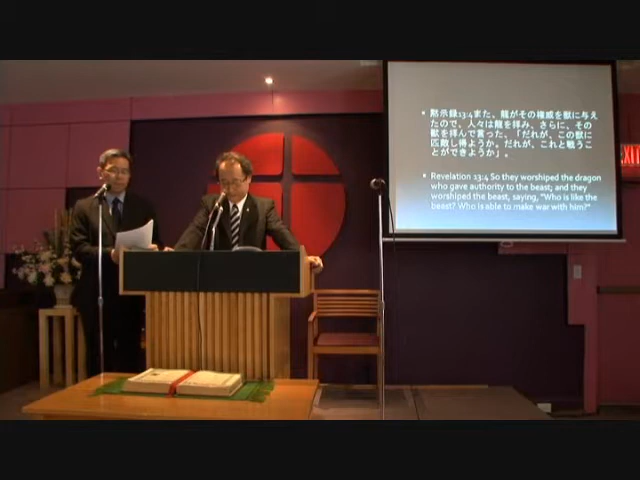 黙示録13:4また、龍がその権威を獣に与え
たので、人々は龍を拝み、さらに、その
獣を拝んで言った、「だれが、この獣に
匹敵し得ようか。だれが、これと戦うこ
とができようか」。
Revelation 13:4 So they worshiped the dragon
who gave authority to the beast; and they
worshiped the beast, saying, "Who is like the
beast? Who is able to make war with him?"
EXIT